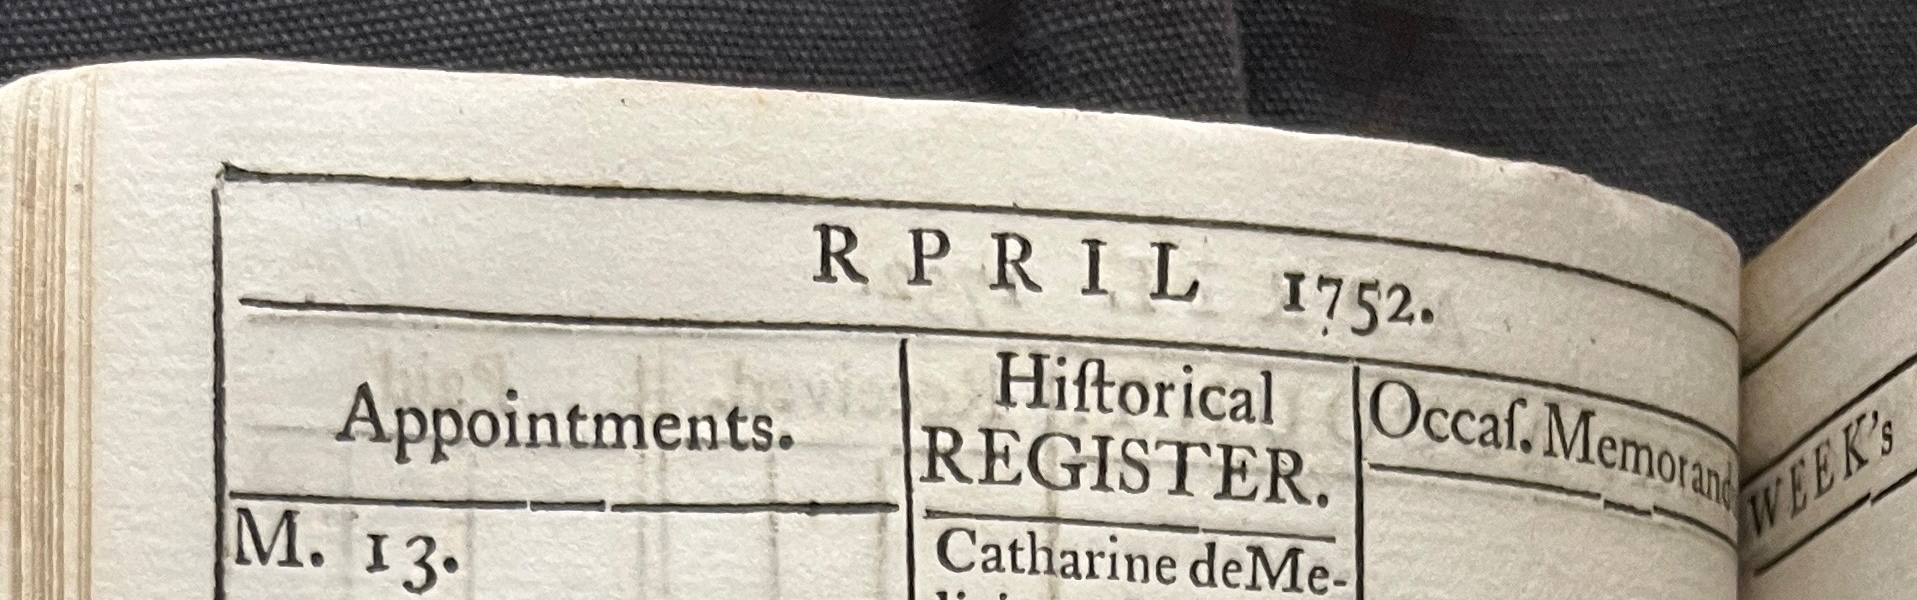 RPRIL 1752.
Appointments.
Hiſtorical
REGISTER.
Occaſ. Memorand
WEEK's
M. 13.
Catharine deMe-